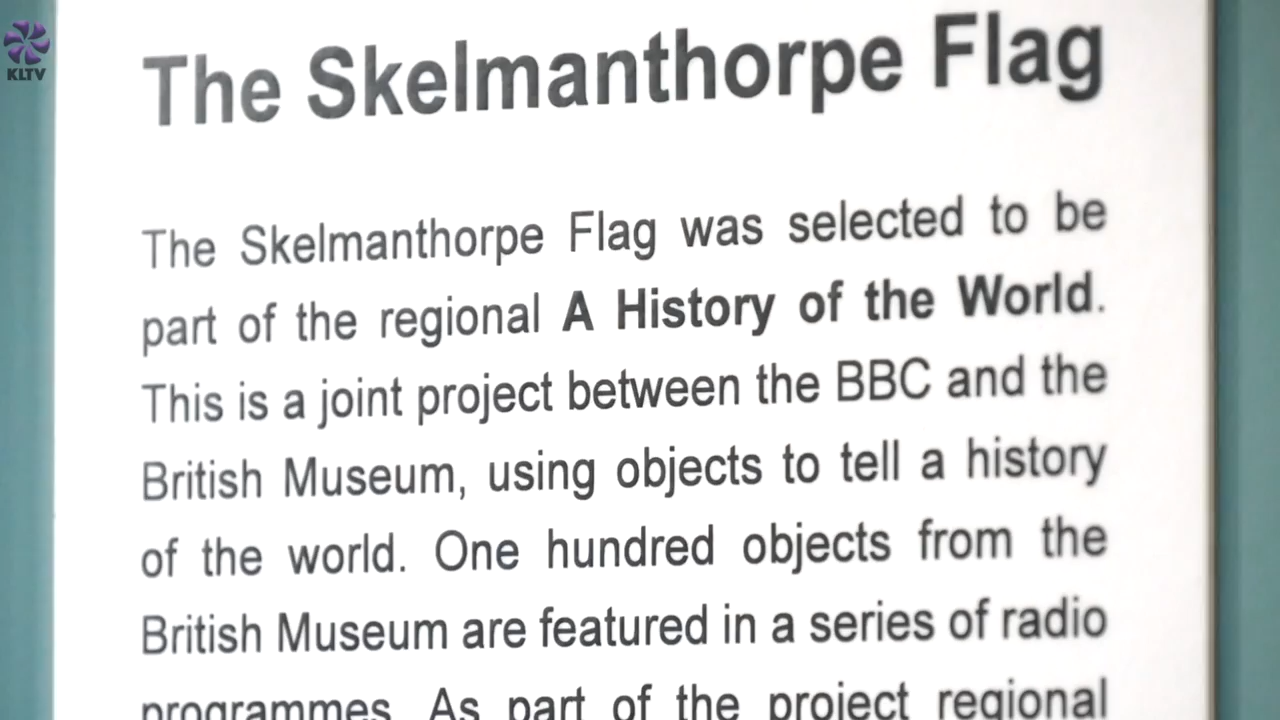 KLTV
The Skelmanthorpe Flag
The Skelmanthorpe Flag was selected to be
part of the regional A History of the World.
This is a joint project between the BBC and the
British Museum, using objects to tell a history
of the world. One hundred objects from the
British Museum are featured in a series of radio
programmes. As part of the project regional